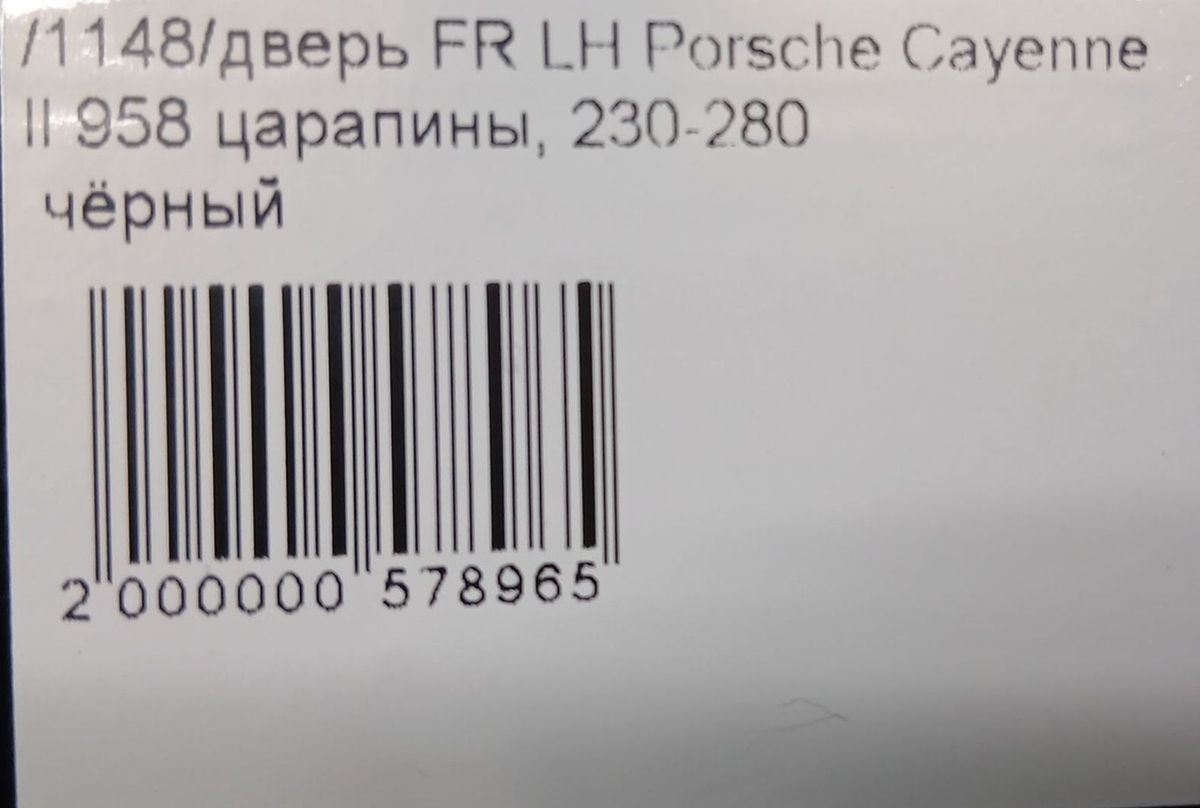 /1148/дверь FR LH Porsche Cayenne
II 958 царапины, 230-280
чёрный
2 000000 578965